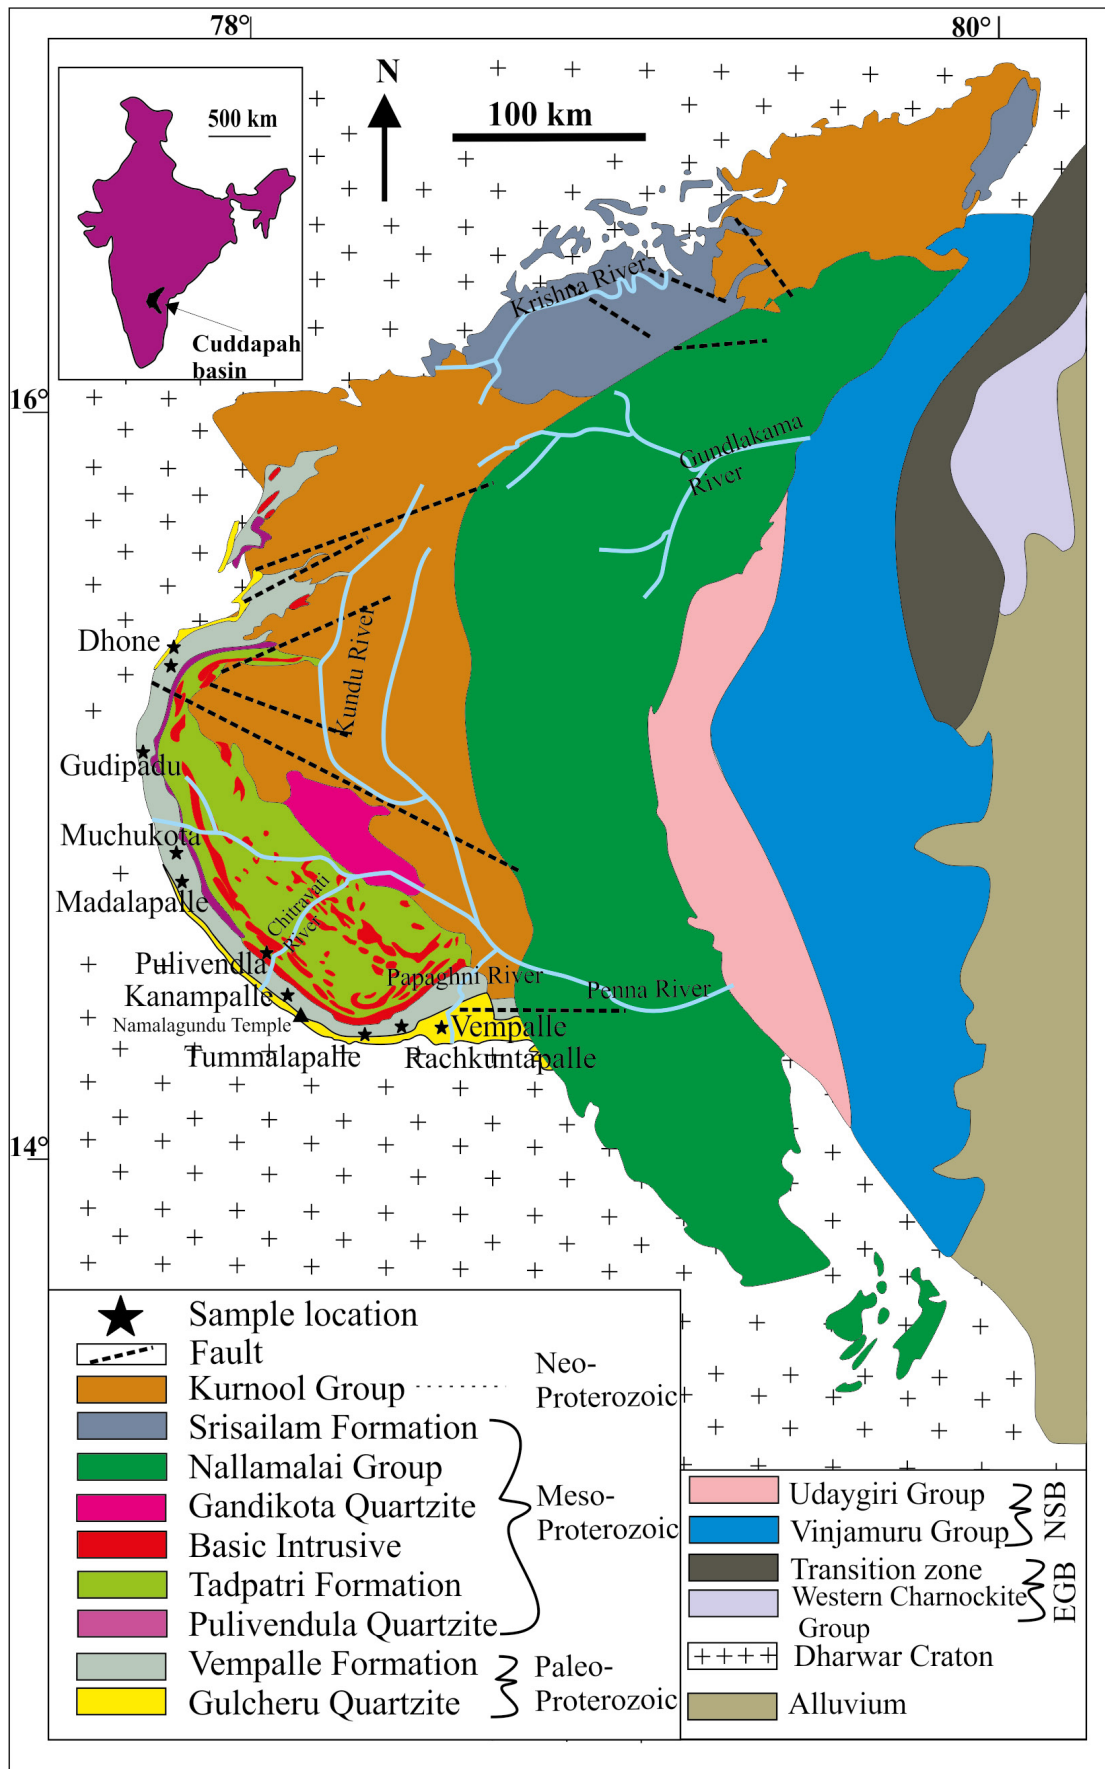 78°
80°
N
500 km
100 km
Cuddapah
basin
Krishna River
16°
Gundlakama
River
Dhone
Kundu River
Gudipadu
Muchukota
Madalapalle
Chitravati
River
Pulivendla
Papaghni River
Kanampalle
Penna River
Namalagundu Temple
Vempalle
Tummalapalle
Rachkuntapalle
14°
Sample location
Fault
Kurnool Group
Neo-
Proterozoic
Srisailam Formation
Nallamalai Group
Gandikota Quartzite
Meso-
Proterozoic
Basic Intrusive
Tadpatri Formation
Pulivendula Quartzite
Vempalle Formation
Paleo-
Proterozoic
Gulcheru Quartzite
Udaygiri Group
Vinjamuru Group
NSB
Transition zone
Western Charnockite
Group
EGB
Dharwar Craton
Alluvium